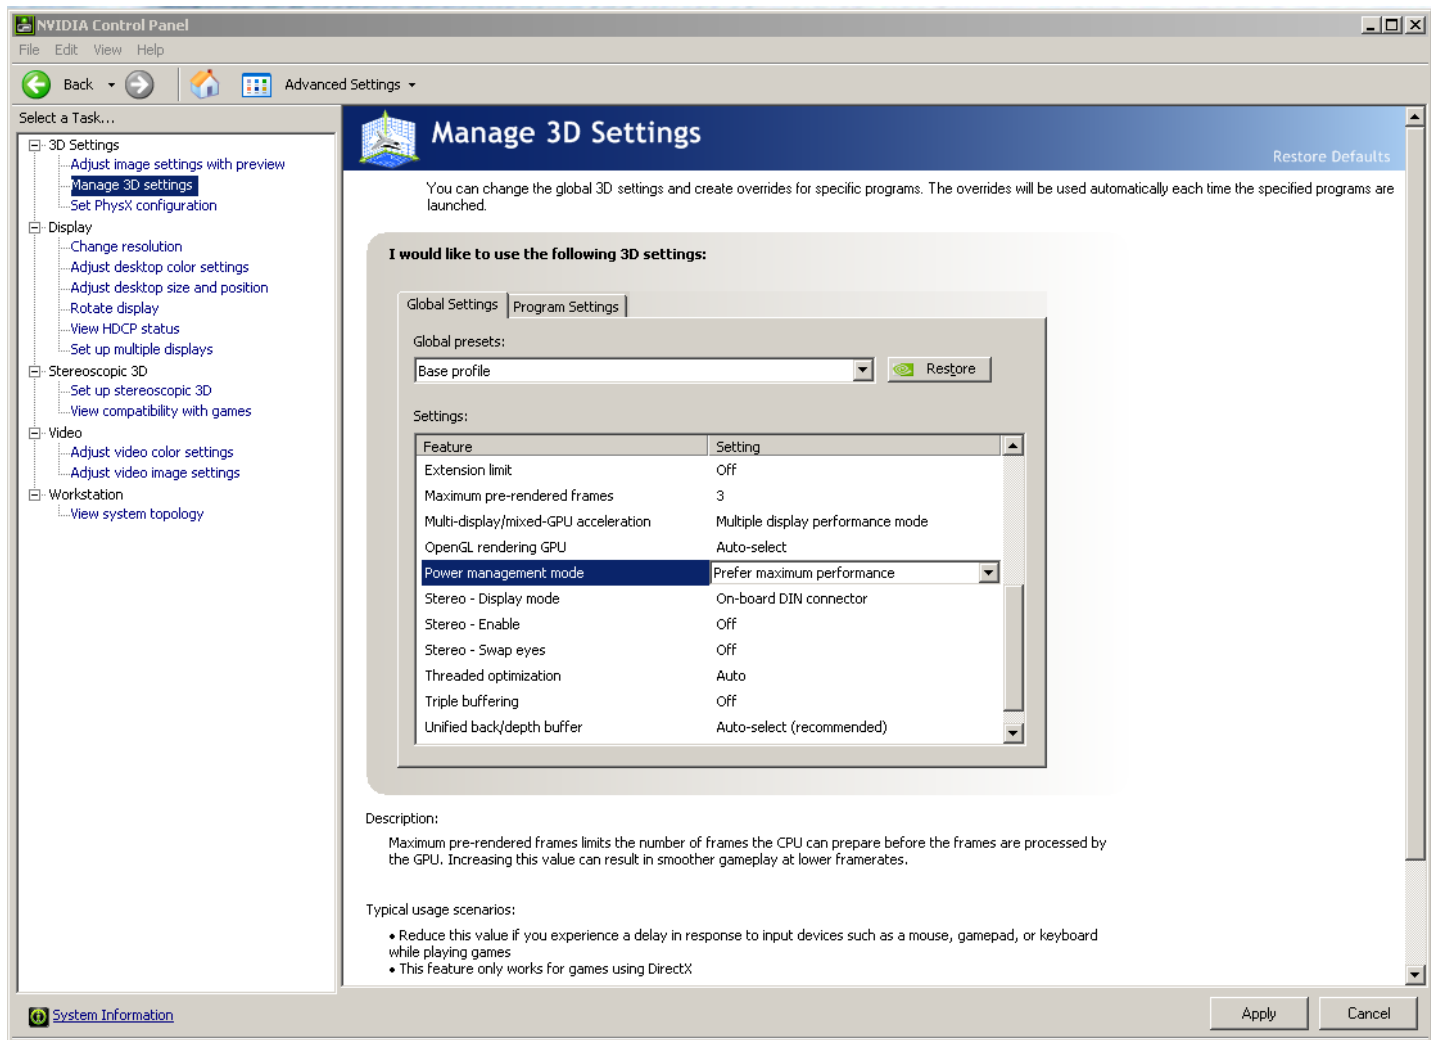 NVIDIA Control Panel
File Edit View Help
Back Advanced Settings
Select a Task...
3D Settings
Adjust image settings with preview
Manage 3D settings
Set PhysX configuration
Display
Change resolution
Adjust desktop color settings
Adjust desktop size and position
Rotate display
View HDCP status
Set up multiple displays
Stereoscopic 3D
Set up stereoscopic 3D
View compatibility with games
Video
Adjust video color settings
Adjust video image settings
Workstation
View system topology
Manage 3D Settings
Restore Defaults
You can change the global 3D settings and create overrides for specific programs. The overrides will be used automatically each time the specified programs are
launched.
I would like to use the following 3D settings:
Global Settings Program Settings
Global presets:
Base profile Restore
Settings:
Feature Setting
Extension limit Off
Maximum pre-rendered frames 3
Multi-display/mixed-GPU acceleration Multiple display performance mode
OpenGL rendering GPU Auto-select
Power management mode Prefer maximum performance
Stereo - Display mode On-board DIN connector
Stereo - Enable Off
Stereo - Swap eyes Off
Threaded optimization Auto
Triple buffering Off
Unified back/depth buffer Auto-select (recommended)
Description:
Maximum pre-rendered frames limits the number of frames the CPU can prepare before the frames are processed by
the GPU. Increasing this value can result in smoother gameplay at lower framerates.
Typical usage scenarios:
• Reduce this value if you experience a delay in response to input devices such as a mouse, gamepad, or keyboard
while playing games
• This feature only works for games using DirectX
System Information
Apply Cancel